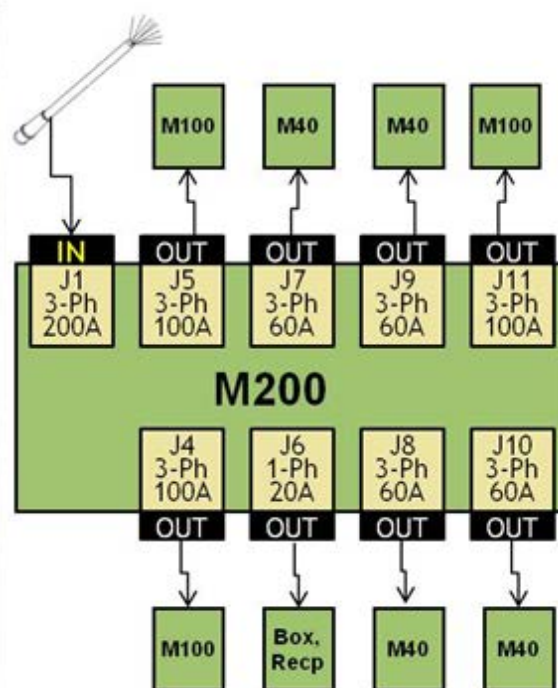 M100 M40 M40 M100
IN OUT OUT OUT OUT
J1 J5 J7 J9 J11
3-Ph 3-Ph 3-Ph 3-Ph 3-Ph
200A 100A 60A 60A 100A
M200
J4 J6 J8 J10
3-Ph 1-Ph 3-Ph 3-Ph
100A 20A 60A 60A
OUT OUT OUT OUT
M100 Box, M40 M40
Recp